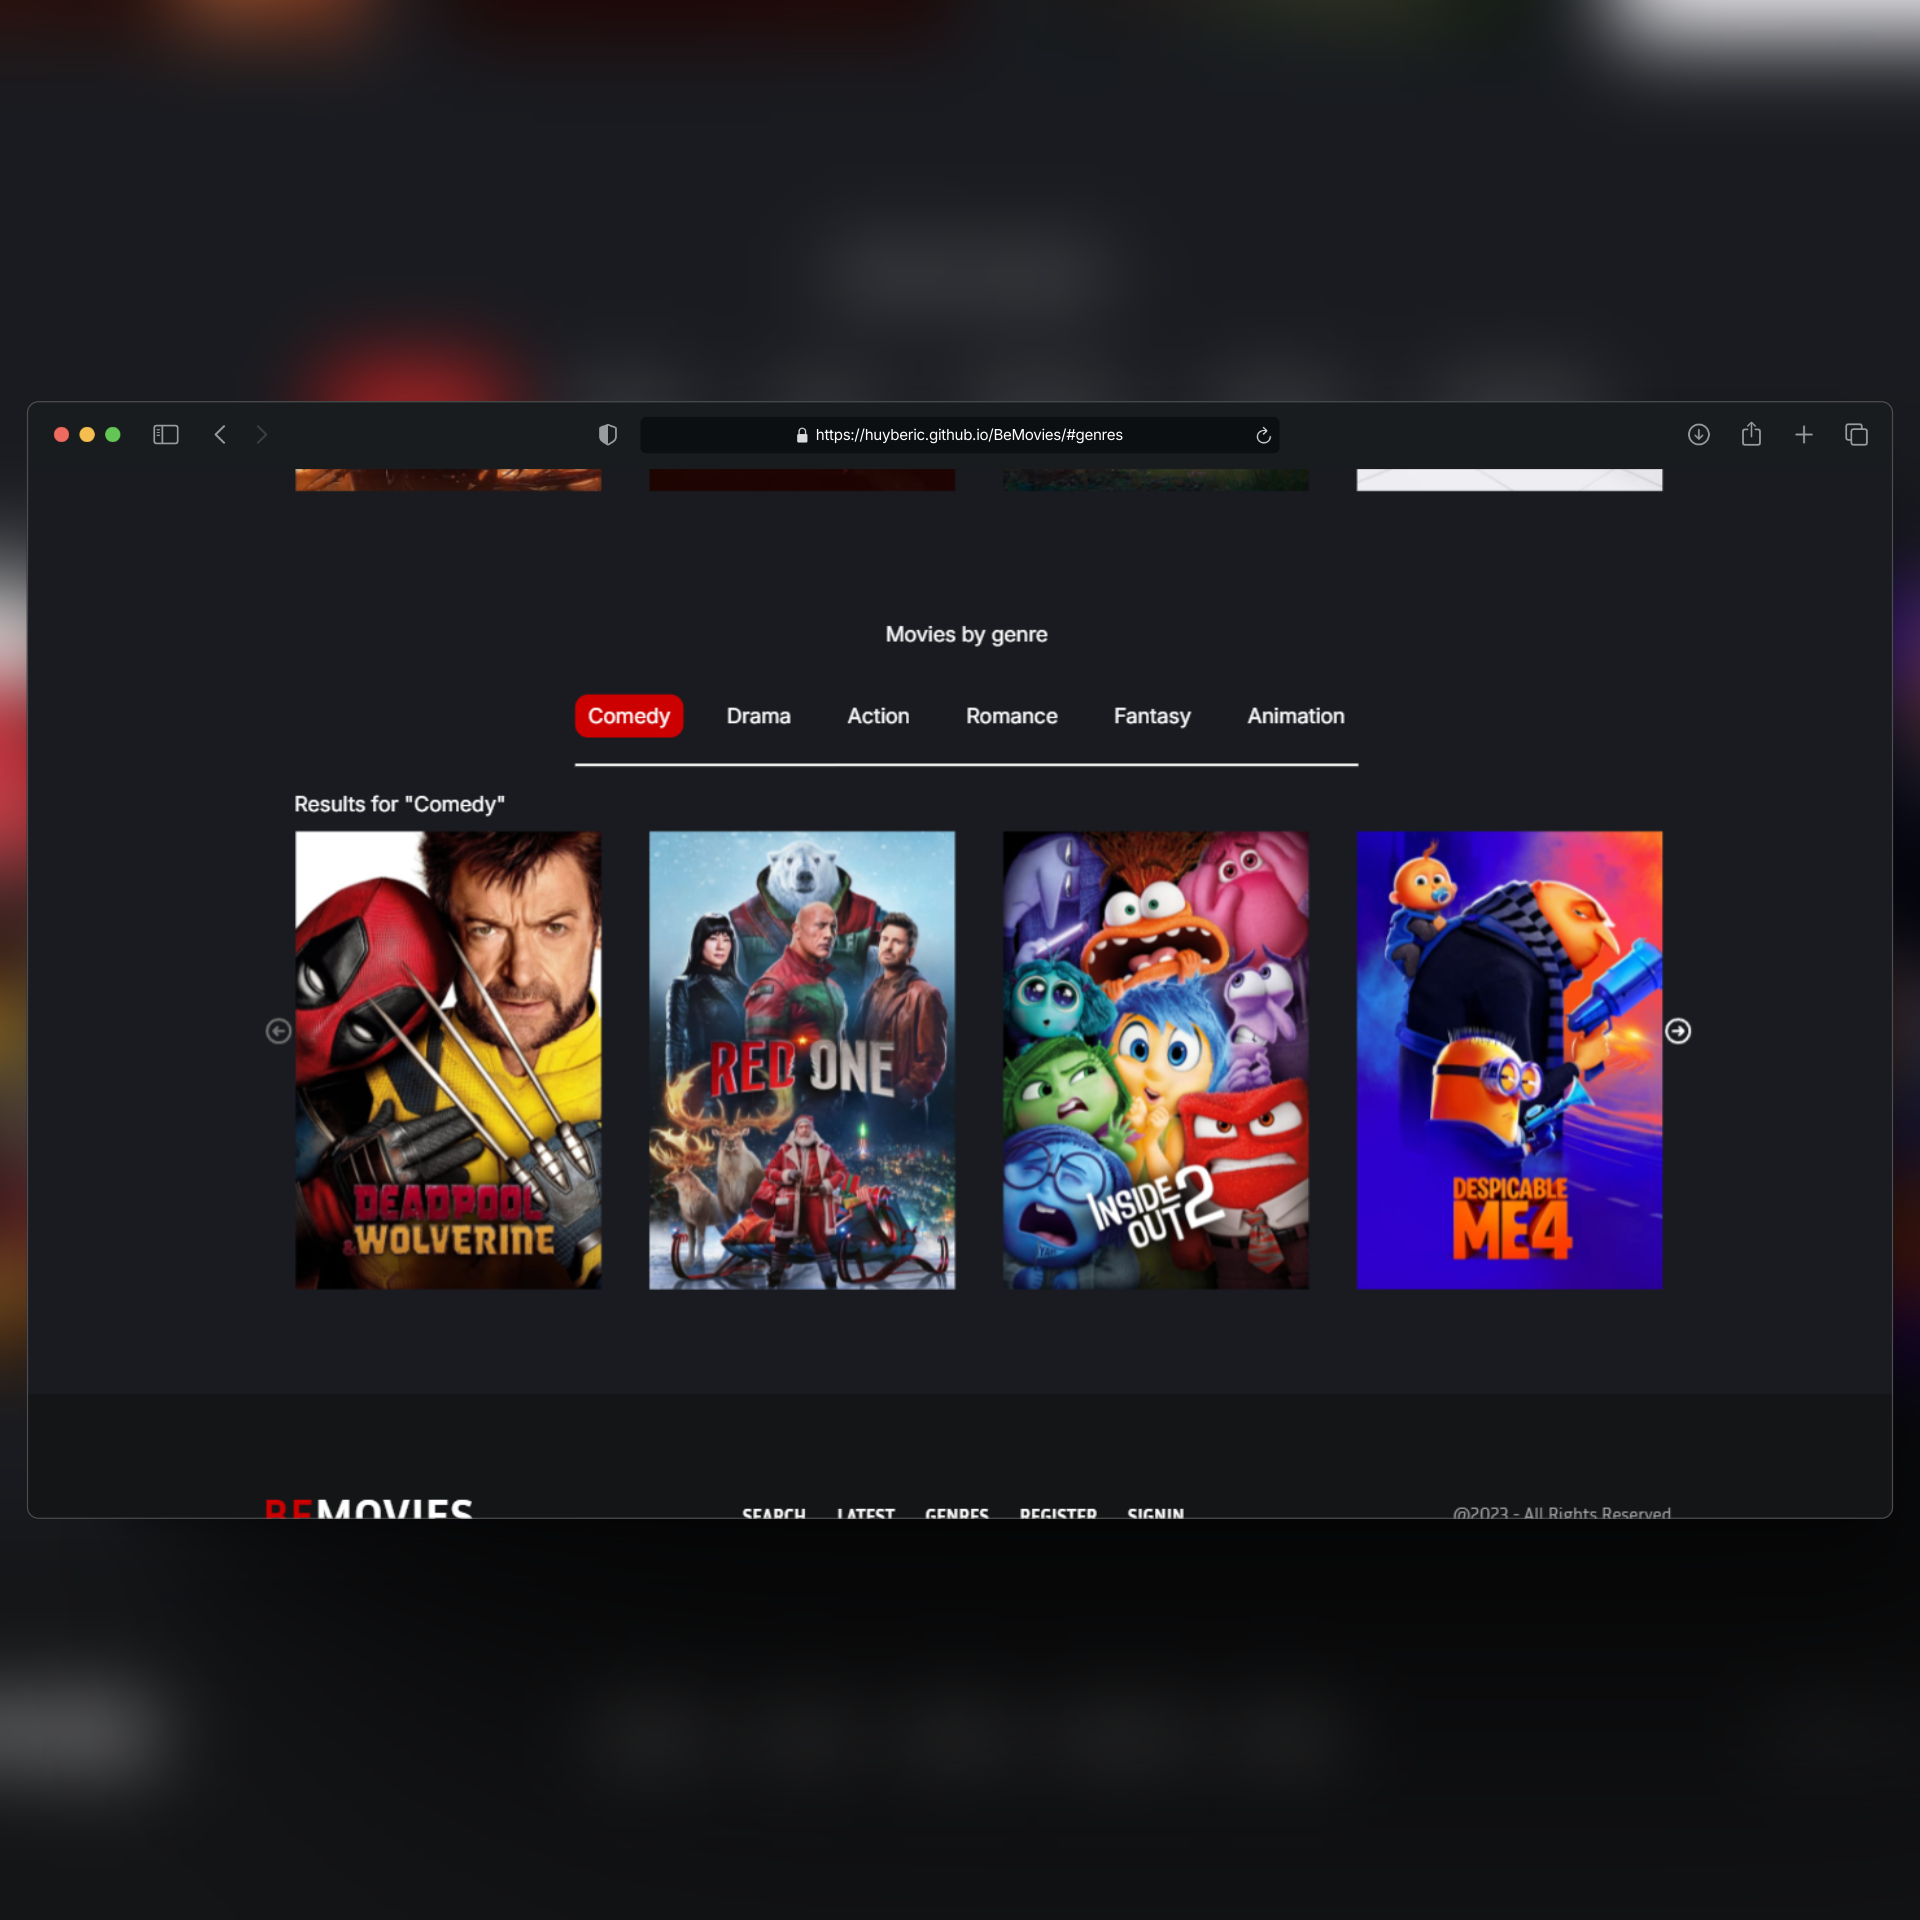 https://huyberic.github.io/BeMovies/#genres
Movies by genre
Comedy Drama Action Romance Fantasy Animation
Results for "Comedy"
DEADPOOL
& WOLVERINE
RED ONE
INSIDE
OUT 2
DESPICABLE
ME 4
BEMOVIES SEARCH LATEST GENRES REGISTER SIGNIN @2023 - All Rights Reserved